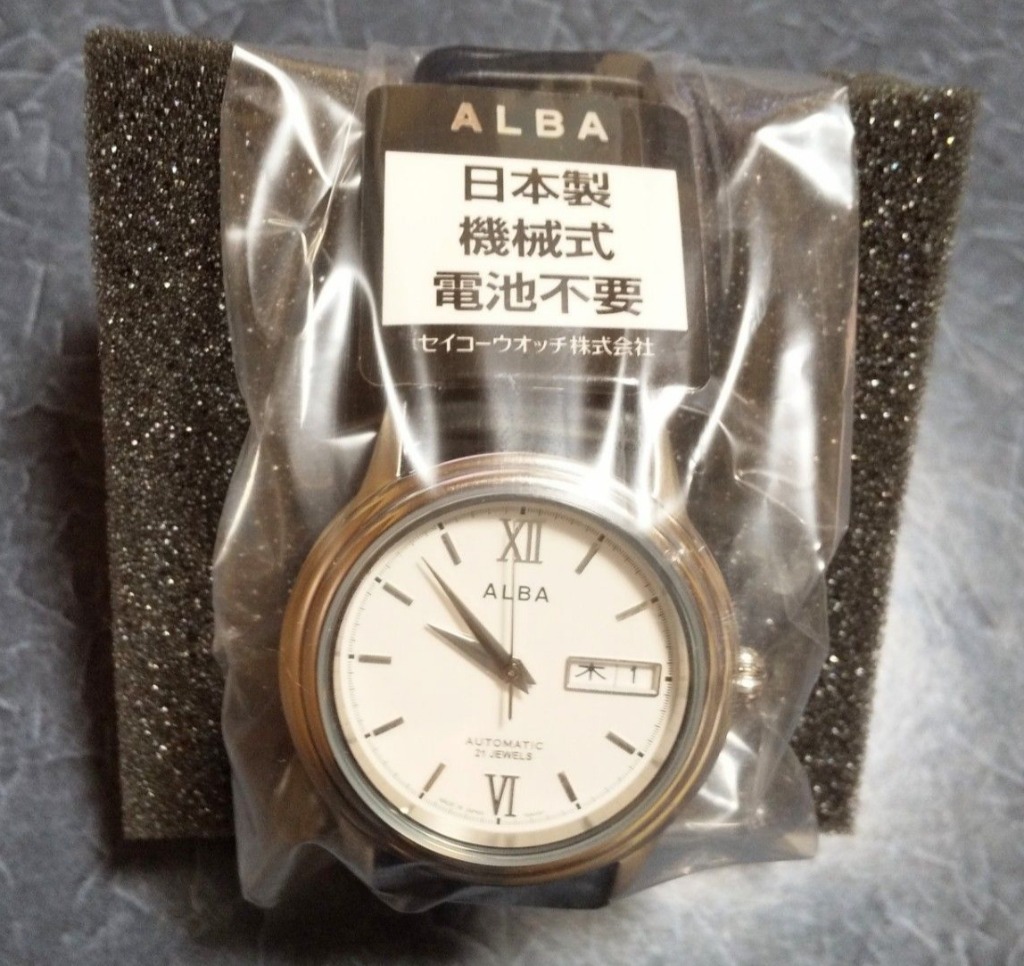 ALBA
日本製
機械式
電池不要
セイコーウオッチ株式会社
XII
ALBA
木 1
AUTOMATIC
21 JEWELS
VI